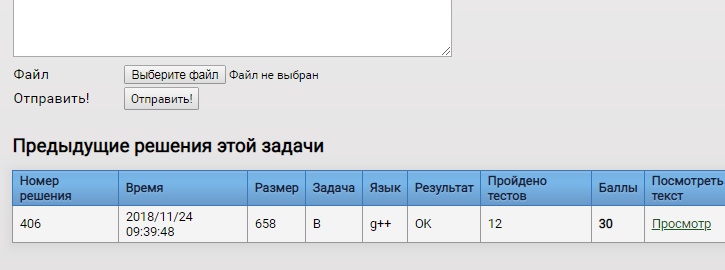 Файл Выберите файл Файл не выбран
Отправить! Отправить!
Предыдущие решения этой задачи
Номер решения Время Размер Задача Язык Результат Пройдено тестов Баллы Посмотреть текст
406 2018/11/24 09:39:48 658 B g++ OK 12 30 Просмотр